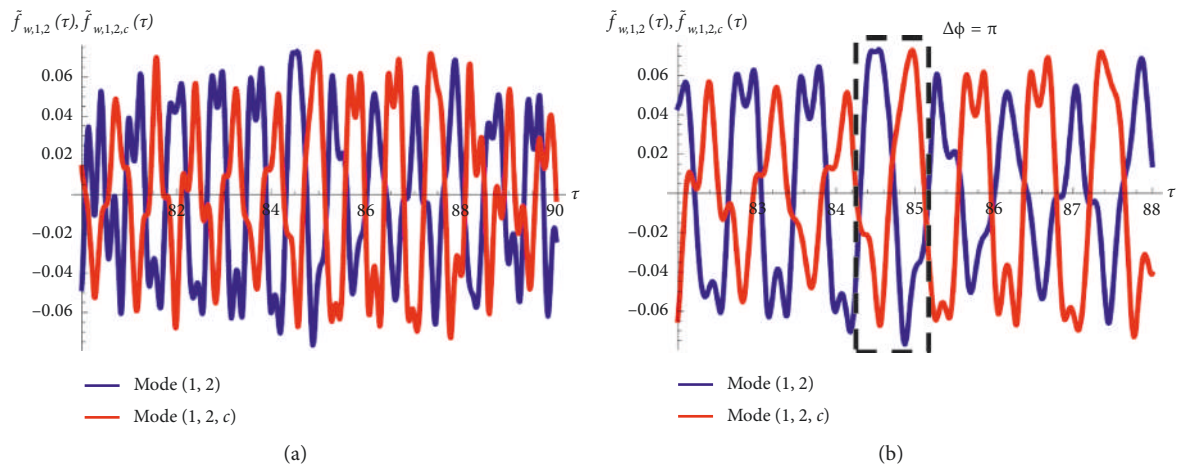 f̃w,1,2 (τ), f̃w,1,2,c (τ)
0.06
0.04
0.02
−0.02
−0.04
−0.06
82 84 86 88 90 τ
Mode (1, 2)
Mode (1, 2, c)
(a)
f̃w,1,2 (τ), f̃w,1,2,c (τ)
Δϕ = π
0.06
0.04
0.02
−0.02
−0.04
−0.06
83 84 85 86 87 88 τ
Mode (1, 2)
Mode (1, 2, c)
(b)